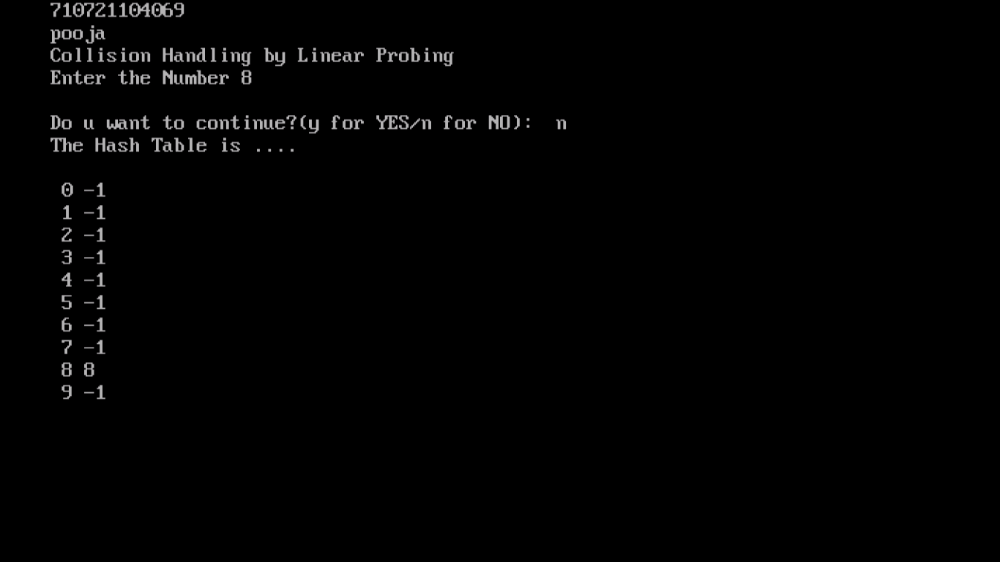 710721104069
pooja
Collision Handling by Linear Probing
Enter the Number 8
Do u want to continue?(y for YES/n for NO):  n
The Hash Table is ....
0 -1
1 -1
2 -1
3 -1
4 -1
5 -1
6 -1
7 -1
8 8
9 -1